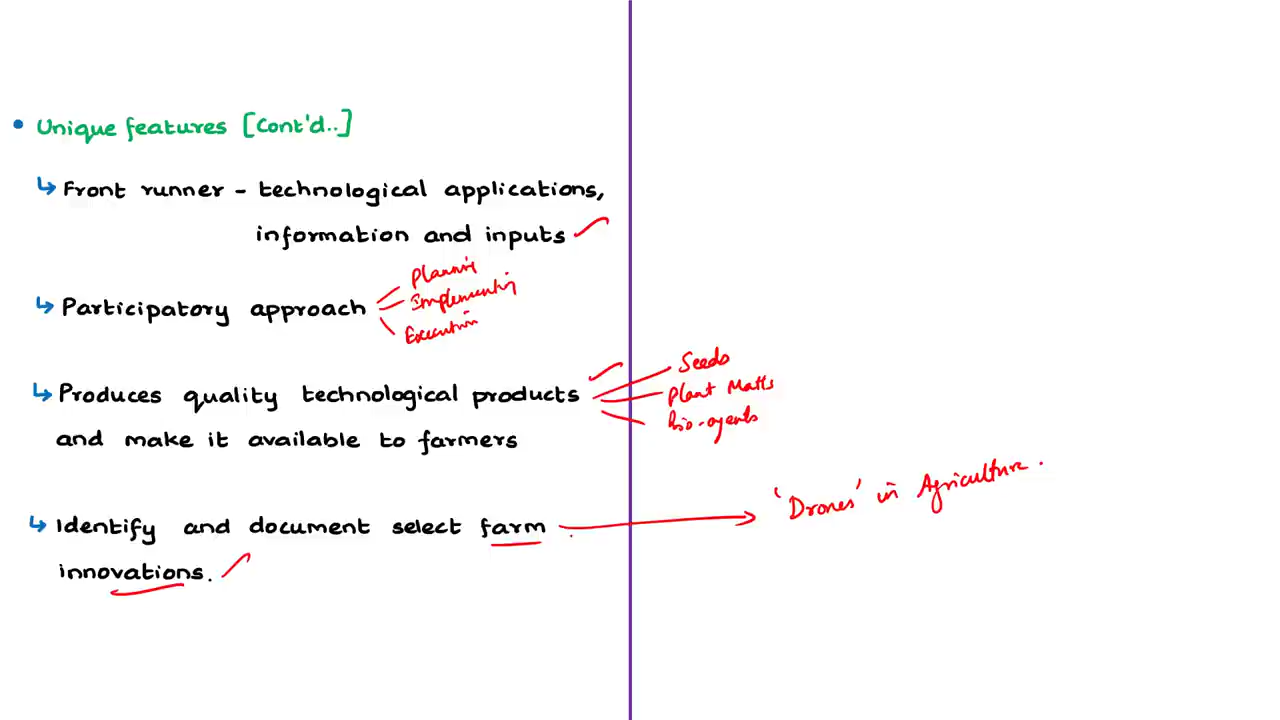 • Unique features [Cont'd..]
↳ Front runner - technological applications,
information and inputs
↳ Participatory approach
Planning
Implementing
Execution
↳ Produces quality technological products
and make it available to farmers
Seeds
Plant Matls
Bio-agents
↳ Identify and document select farm
innovations.
'Drones' in Agriculture.